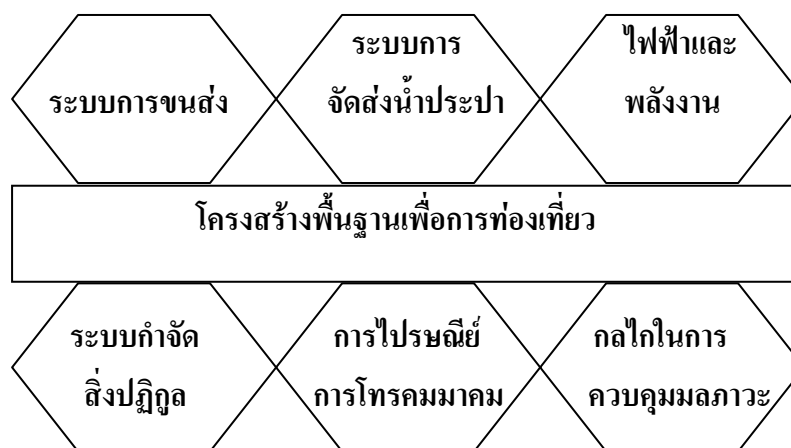 ระบบการขนส่ง
ระบบการ
จัดส่งน้ำประปา
ไฟฟ้าและ
พลังงาน
โครงสร้างพื้นฐานเพื่อการท่องเที่ยว
ระบบกำจัด
สิ่งปฏิกูล
การไปรษณีย์
การโทรคมมาคม
กลไกในการ
ควบคุมมลภาวะ